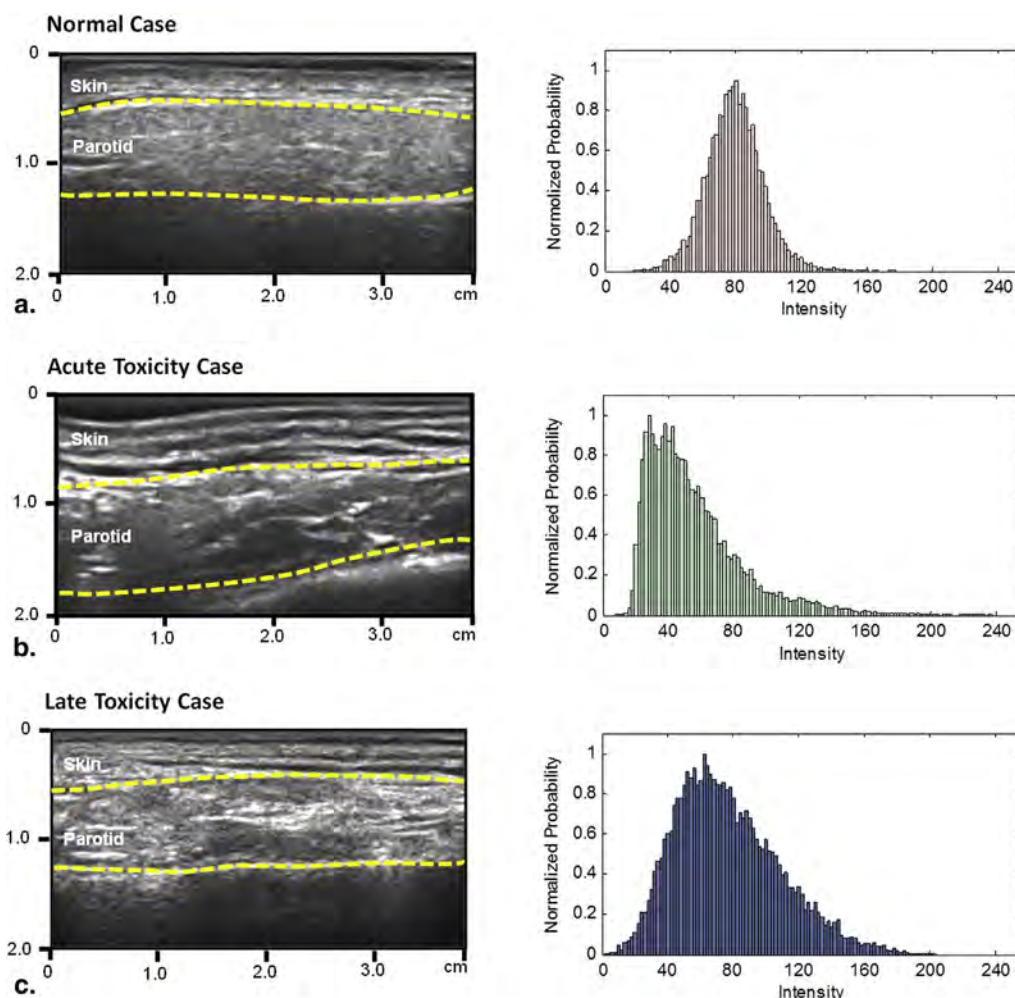 Normal Case
0
Skin
Parotid
1.0
2.0
0 1.0 2.0 3.0 cm
a.
Normolized Probability
1
0.8
0.6
0.4
0.2
0
0 40 80 120 160 200 240
Intensity
Acute Toxicity Case
0
Skin
1.0
Parotid
2.0
0 1.0 2.0 3.0 cm
b.
Normalized Probability
1
0.8
0.6
0.4
0.2
0
0 40 80 120 160 200 240
Intensity
Late Toxicity Case
0
Skin
1.0
Parotid
2.0
0 1.0 2.0 3.0 cm
c.
Normalized Probability
1
0.8
0.6
0.4
0.2
0
0 40 80 120 160 200 240
Intensity